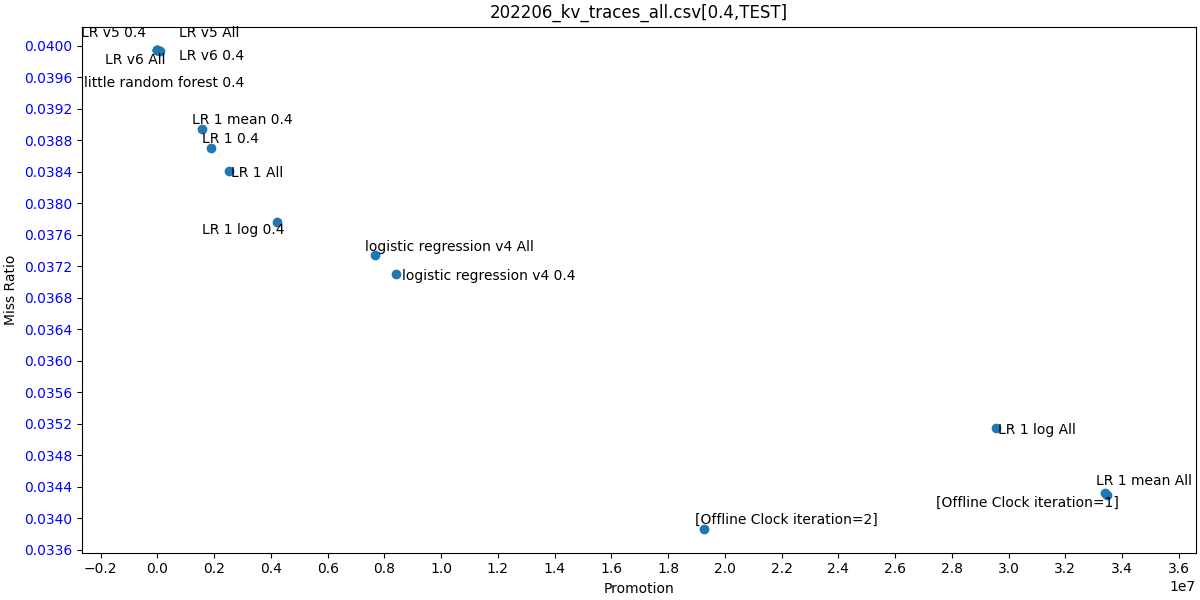 202206_kv_traces_all.csv[0.4,TEST]
LR v5 0.4
LR v5 All
LR v6 All
LR v6 0.4
little random forest 0.4
LR 1 mean 0.4
LR 1 0.4
LR 1 All
LR 1 log 0.4
logistic regression v4 All
logistic regression v4 0.4
LR 1 log All
LR 1 mean All
[Offline Clock iteration=1]
[Offline Clock iteration=2]
Miss Ratio
0.0400
0.0396
0.0392
0.0388
0.0384
0.0380
0.0376
0.0372
0.0368
0.0364
0.0360
0.0356
0.0352
0.0348
0.0344
0.0340
0.0336
−0.2 0.0 0.2 0.4 0.6 0.8 1.0 1.2 1.4 1.6 1.8 2.0 2.2 2.4 2.6 2.8 3.0 3.2 3.4 3.6
1e7
Promotion